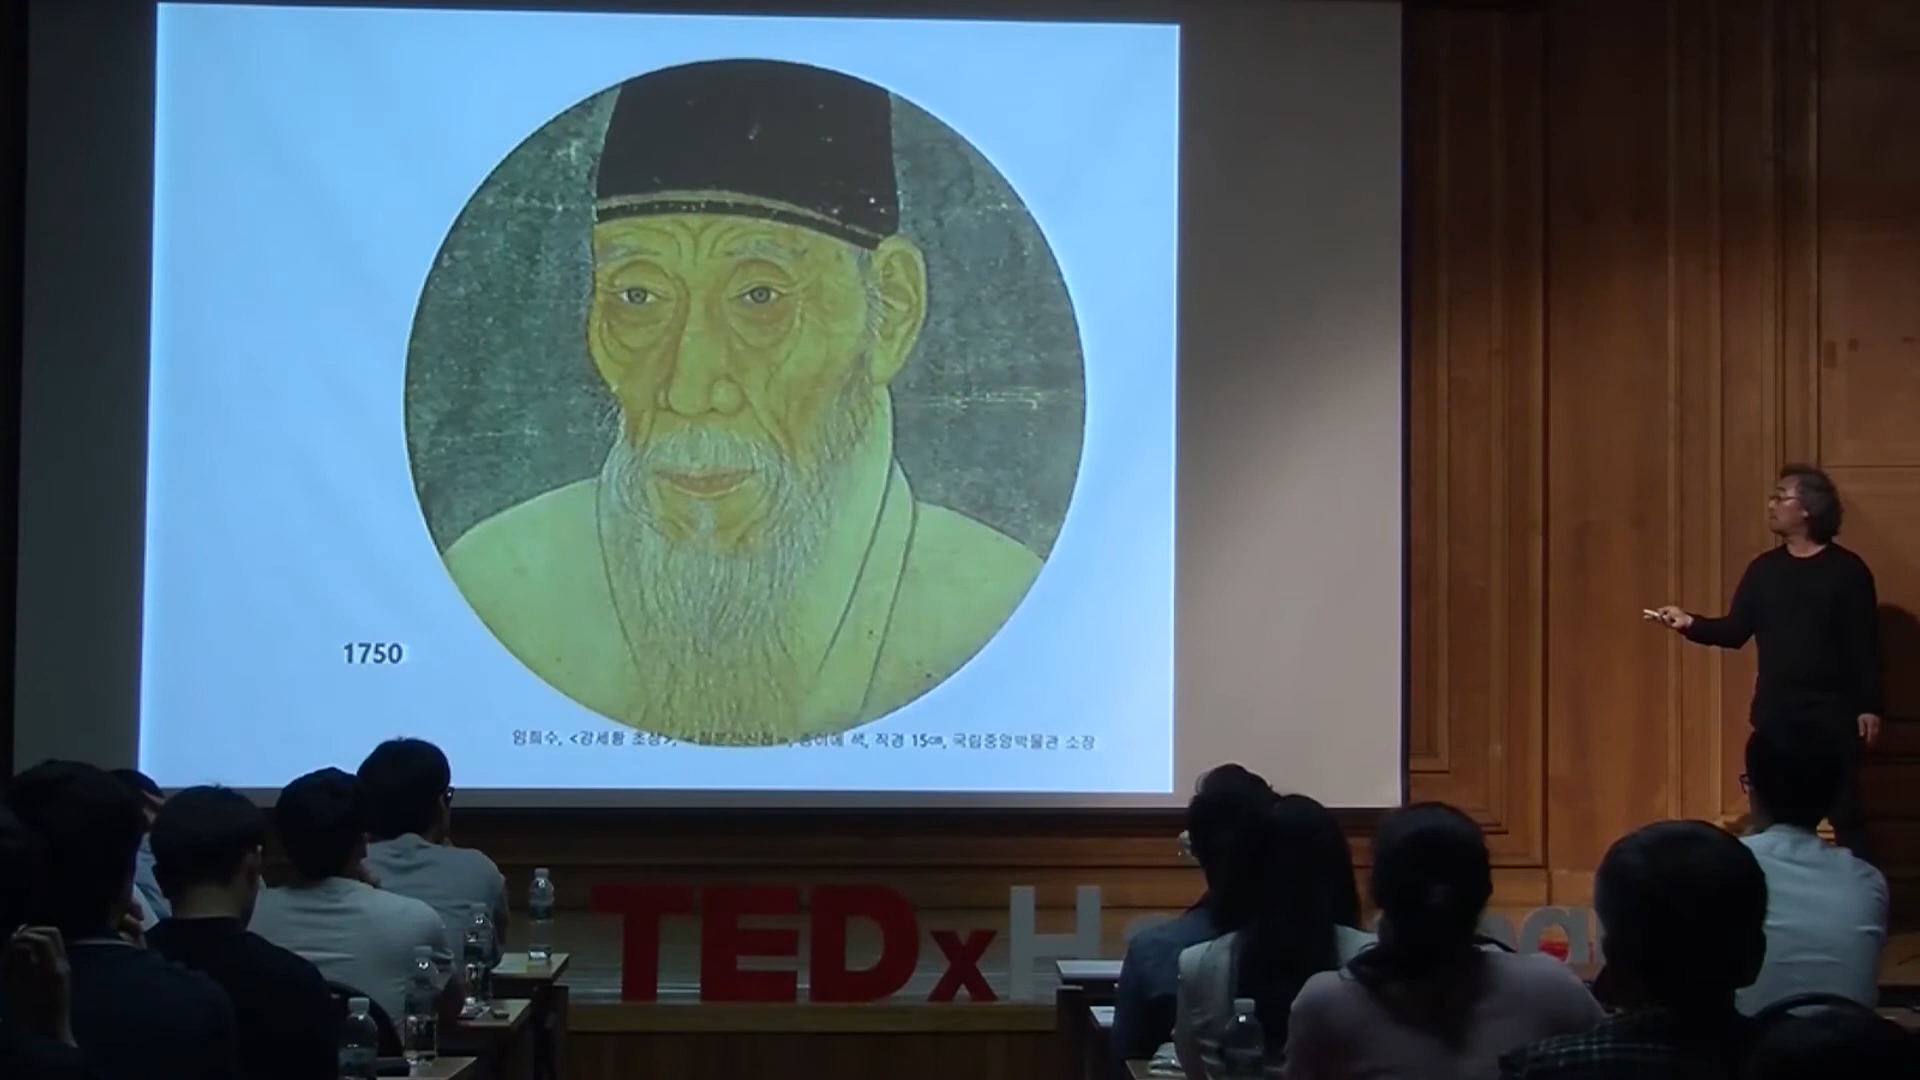 1750
임희수, <강세황 초상>, 종이에 색, 직경 15㎝, 국립중앙박물관 소장
TEDxH